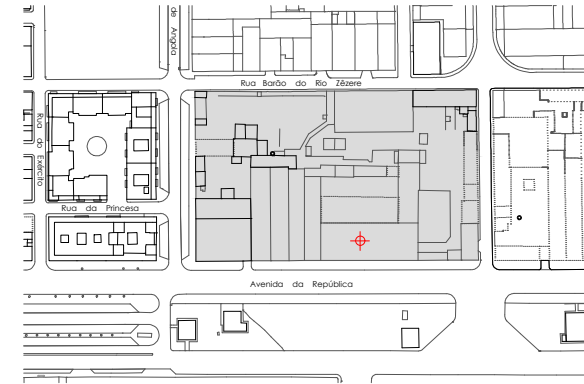 de Angola
Rua Barão do Rio Zêzere
Rua do Exército
Rua da Princesa
Avenida da República